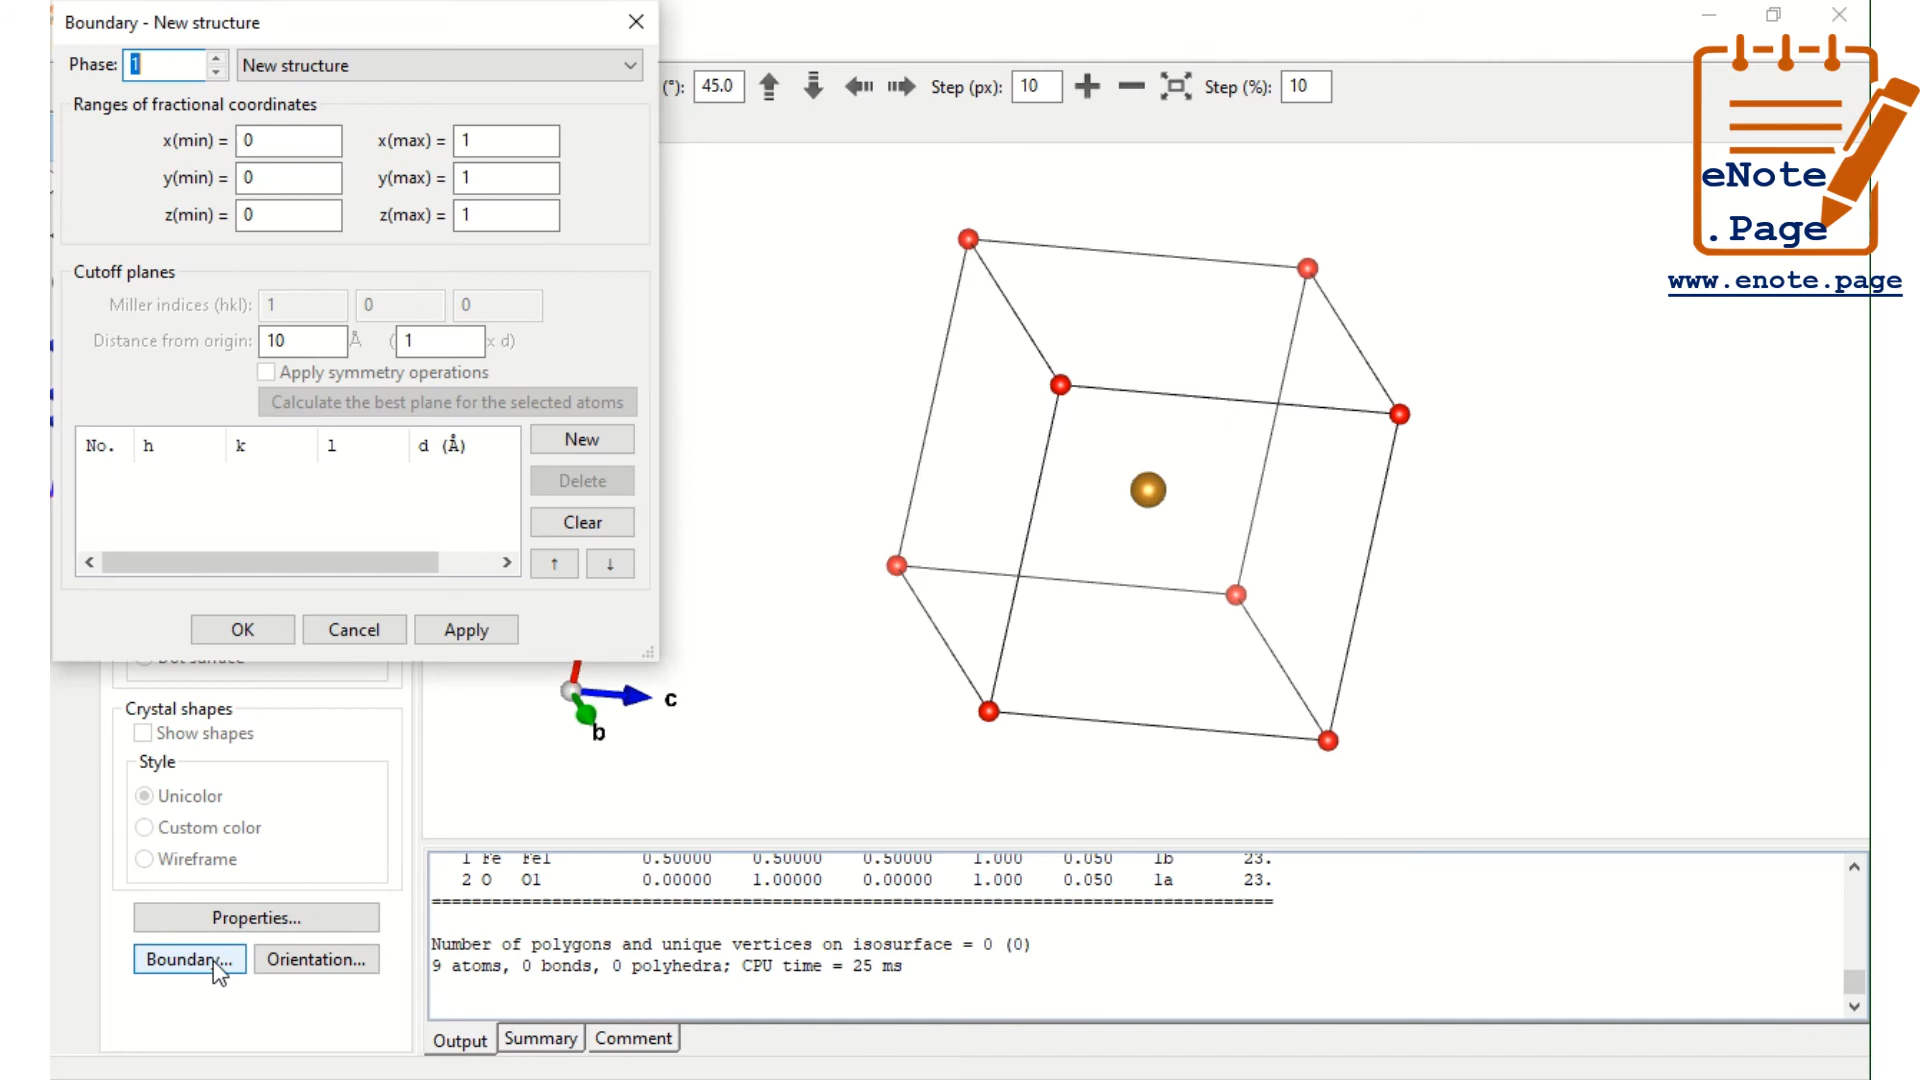 Boundary - New structure
Phase: 1 New structure
Ranges of fractional coordinates
x(min) = 0 x(max) = 1
y(min) = 0 y(max) = 1
z(min) = 0 z(max) = 1
Cutoff planes
Miller indices (hkl): 1 0 0
Distance from origin: 10 Å ( 1 x d)
Apply symmetry operations
Calculate the best plane for the selected atoms
No. h k l d (Å)
New
Delete
Clear
↑ ↓
OK Cancel Apply
(°): 45.0 Step (px): 10 Step (%): 10
eNote
.Page
www.enote.page
c
b
Dot surface
Crystal shapes
Show shapes
Style
Unicolor
Custom color
Wireframe
Properties...
Boundary... Orientation...
1 Fe Fe1 0.50000 0.50000 0.50000 1.000 0.050 1b 23.
2 O O1 0.00000 1.00000 0.00000 1.000 0.050 1a 23.
================================================================================
Number of polygons and unique vertices on isosurface = 0 (0)
9 atoms, 0 bonds, 0 polyhedra; CPU time = 25 ms
Output Summary Comment